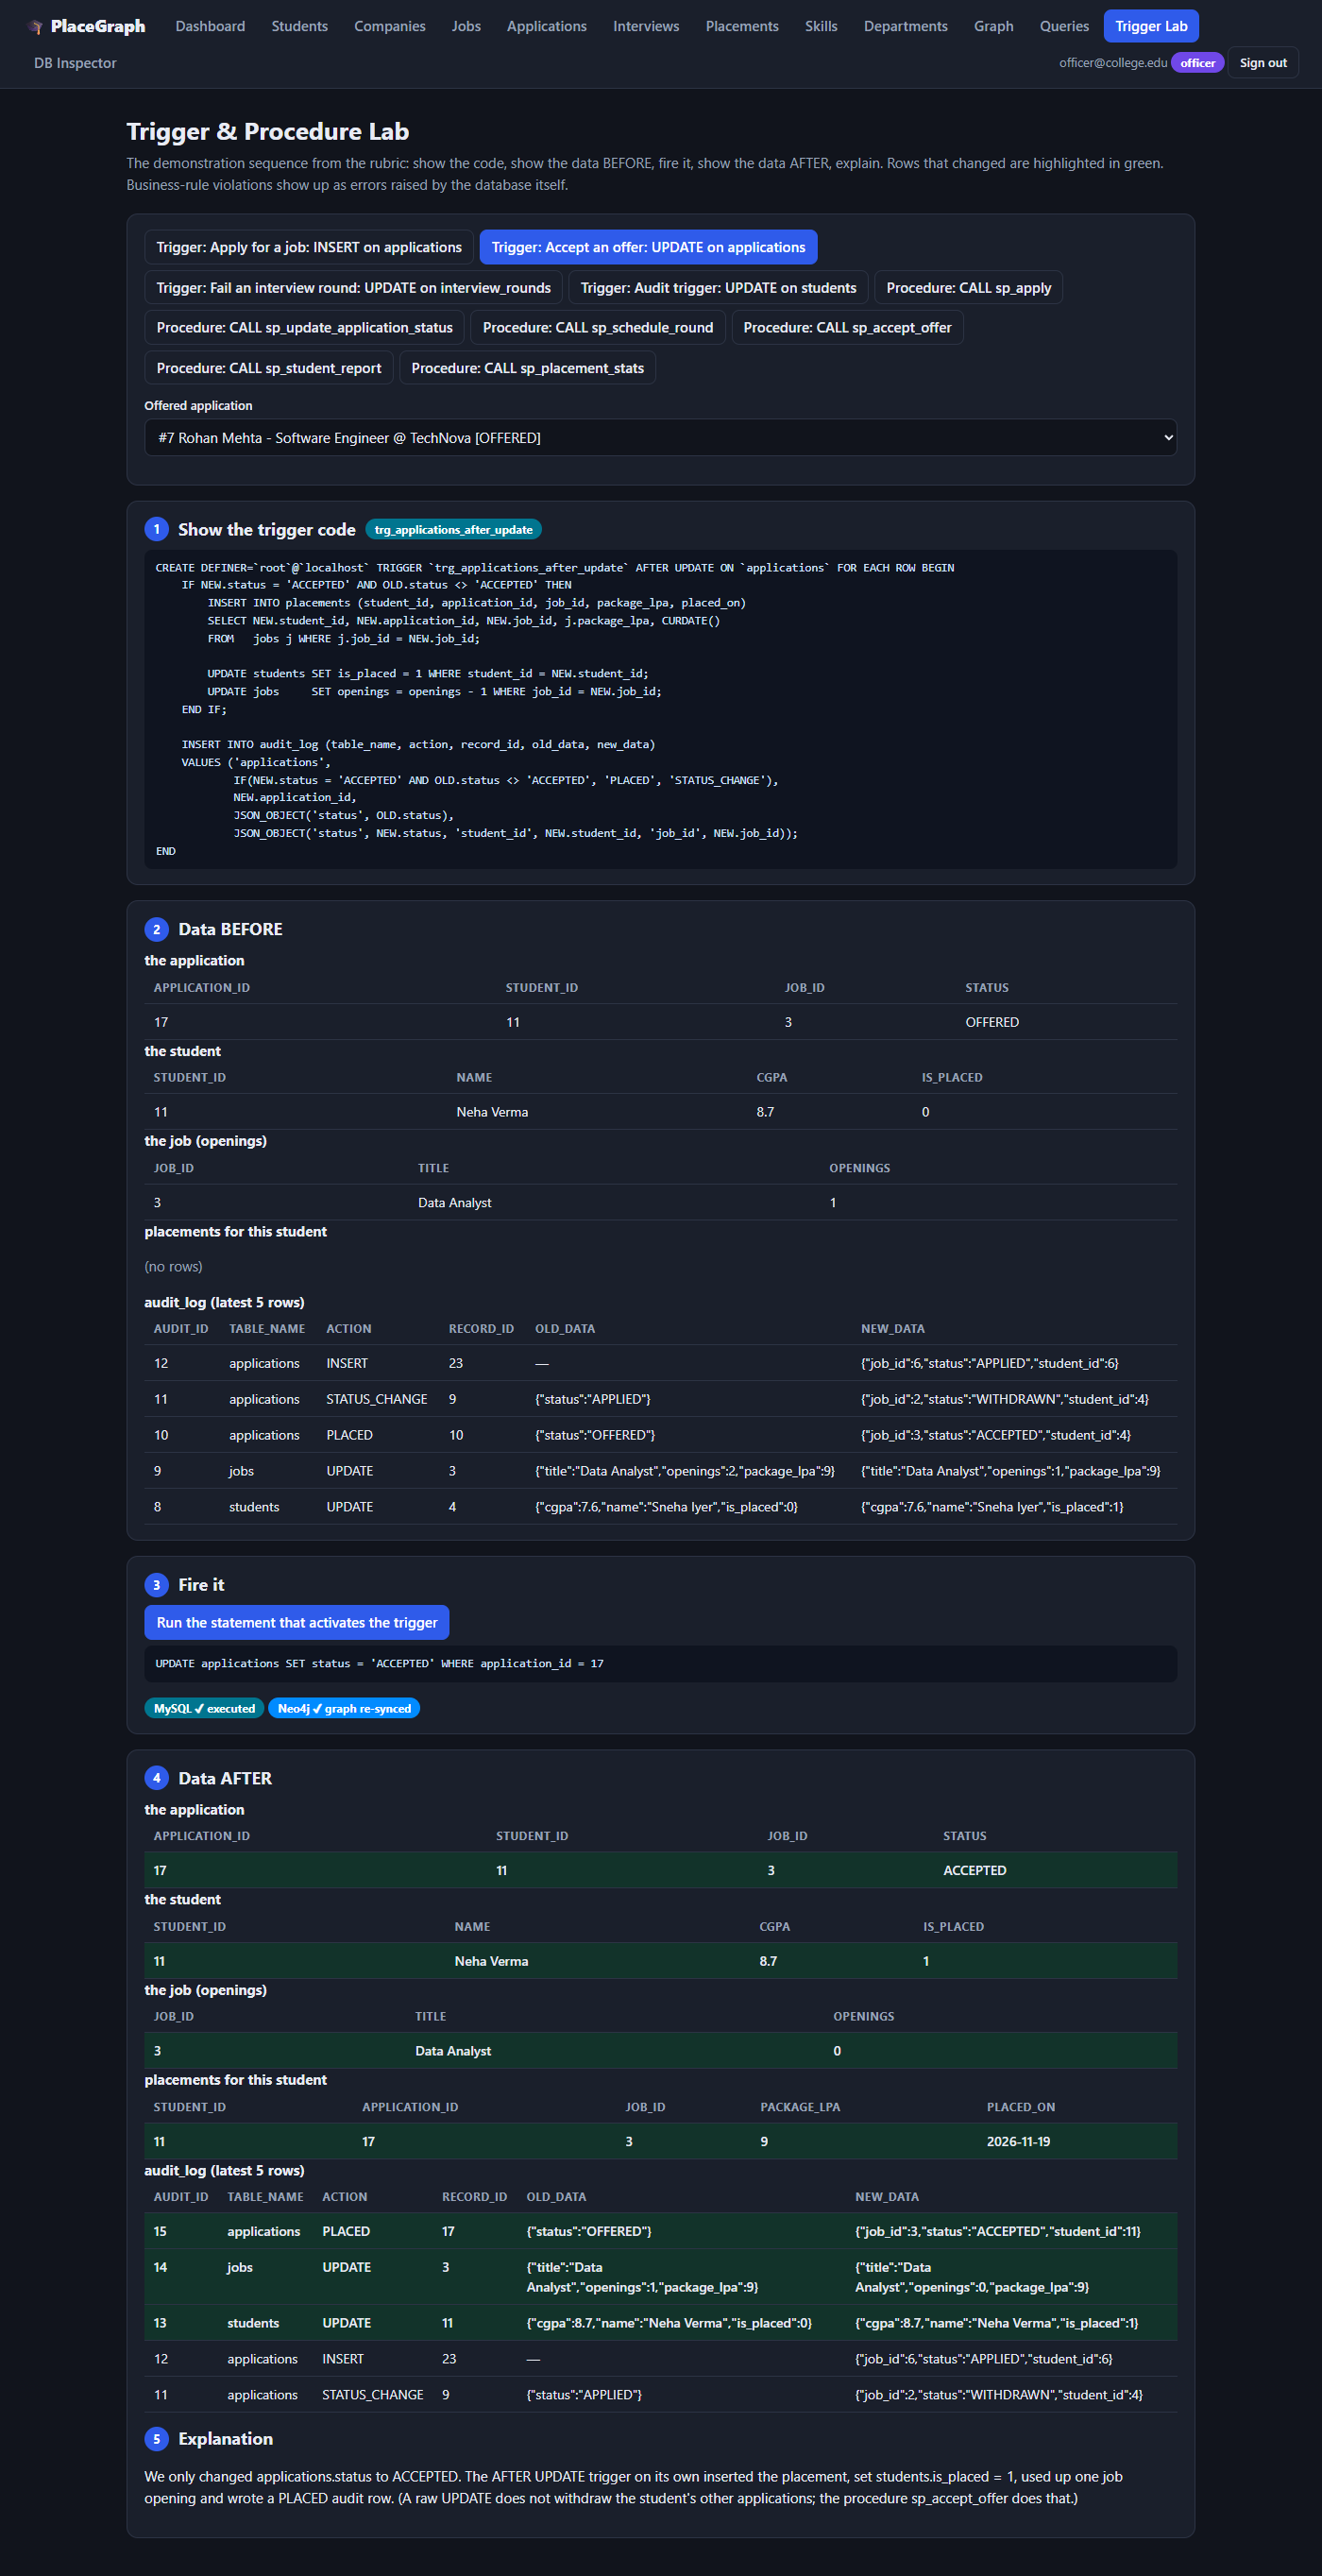 PlaceGraph Dashboard Students Companies Jobs Applications Interviews Placements Skills Departments Graph Queries Trigger Lab
DB Inspector officer@college.edu officer Sign out
Trigger & Procedure Lab
The demonstration sequence from the rubric: show the code, show the data BEFORE, fire it, show the data AFTER, explain. Rows that changed are highlighted in green.
Business-rule violations show up as errors raised by the database itself.
Trigger: Apply for a job: INSERT on applications Trigger: Accept an offer: UPDATE on applications
Trigger: Fail an interview round: UPDATE on interview_rounds Trigger: Audit trigger: UPDATE on students Procedure: CALL sp_apply
Procedure: CALL sp_update_application_status Procedure: CALL sp_schedule_round Procedure: CALL sp_accept_offer
Procedure: CALL sp_student_report Procedure: CALL sp_placement_stats
Offered application
#7 Rohan Mehta - Software Engineer @ TechNova [OFFERED]
1 Show the trigger code trg_applications_after_update
CREATE DEFINER=`root`@`localhost` TRIGGER `trg_applications_after_update` AFTER UPDATE ON `applications` FOR EACH ROW BEGIN
IF NEW.status = 'ACCEPTED' AND OLD.status <> 'ACCEPTED' THEN
INSERT INTO placements (student_id, application_id, job_id, package_lpa, placed_on)
SELECT NEW.student_id, NEW.application_id, NEW.job_id, j.package_lpa, CURDATE()
FROM jobs j WHERE j.job_id = NEW.job_id;
UPDATE students SET is_placed = 1 WHERE student_id = NEW.student_id;
UPDATE jobs SET openings = openings - 1 WHERE job_id = NEW.job_id;
END IF;
INSERT INTO audit_log (table_name, action, record_id, old_data, new_data)
VALUES ('applications',
IF(NEW.status = 'ACCEPTED' AND OLD.status <> 'ACCEPTED', 'PLACED', 'STATUS_CHANGE'),
NEW.application_id,
JSON_OBJECT('status', OLD.status),
JSON_OBJECT('status', NEW.status, 'student_id', NEW.student_id, 'job_id', NEW.job_id));
END
2 Data BEFORE
the application
APPLICATION_ID STUDENT_ID JOB_ID STATUS
17 11 3 OFFERED
the student
STUDENT_ID NAME CGPA IS_PLACED
11 Neha Verma 8.7 0
the job (openings)
JOB_ID TITLE OPENINGS
3 Data Analyst 1
placements for this student
(no rows)
audit_log (latest 5 rows)
AUDIT_ID TABLE_NAME ACTION RECORD_ID OLD_DATA NEW_DATA
12 applications INSERT 23 — {"job_id":6,"status":"APPLIED","student_id":6}
11 applications STATUS_CHANGE 9 {"status":"APPLIED"} {"job_id":2,"status":"WITHDRAWN","student_id":4}
10 applications PLACED 10 {"status":"OFFERED"} {"job_id":3,"status":"ACCEPTED","student_id":4}
9 jobs UPDATE 3 {"title":"Data Analyst","openings":2,"package_lpa":9} {"title":"Data Analyst","openings":1,"package_lpa":9}
8 students UPDATE 4 {"cgpa":7.6,"name":"Sneha Iyer","is_placed":0} {"cgpa":7.6,"name":"Sneha Iyer","is_placed":1}
3 Fire it
Run the statement that activates the trigger
UPDATE applications SET status = 'ACCEPTED' WHERE application_id = 17
MySQL ✓ executed Neo4j ✓ graph re-synced
4 Data AFTER
the application
APPLICATION_ID STUDENT_ID JOB_ID STATUS
17 11 3 ACCEPTED
the student
STUDENT_ID NAME CGPA IS_PLACED
11 Neha Verma 8.7 1
the job (openings)
JOB_ID TITLE OPENINGS
3 Data Analyst 0
placements for this student
STUDENT_ID APPLICATION_ID JOB_ID PACKAGE_LPA PLACED_ON
11 17 3 9 2026-11-19
audit_log (latest 5 rows)
AUDIT_ID TABLE_NAME ACTION RECORD_ID OLD_DATA NEW_DATA
15 applications PLACED 17 {"status":"OFFERED"} {"job_id":3,"status":"ACCEPTED","student_id":11}
14 jobs UPDATE 3 {"title":"Data {"title":"Data
Analyst","openings":1,"package_lpa":9} Analyst","openings":0,"package_lpa":9}
13 students UPDATE 11 {"cgpa":8.7,"name":"Neha Verma","is_placed":0} {"cgpa":8.7,"name":"Neha Verma","is_placed":1}
12 applications INSERT 23 — {"job_id":6,"status":"APPLIED","student_id":6}
11 applications STATUS_CHANGE 9 {"status":"APPLIED"} {"job_id":2,"status":"WITHDRAWN","student_id":4}
5 Explanation
We only changed applications.status to ACCEPTED. The AFTER UPDATE trigger on its own inserted the placement, set students.is_placed = 1, used up one job
opening and wrote a PLACED audit row. (A raw UPDATE does not withdraw the student's other applications; the procedure sp_accept_offer does that.)